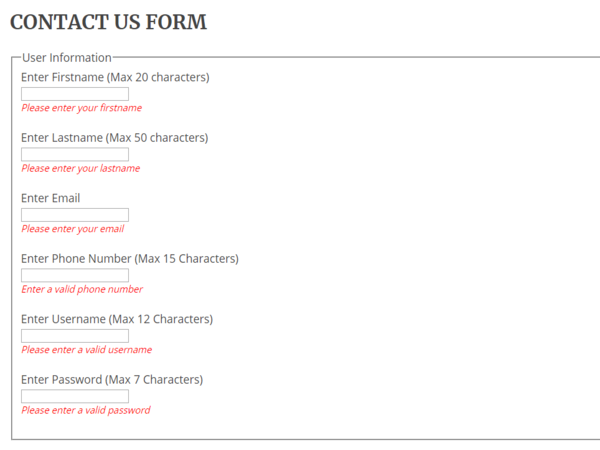 CONTACT US FORM
User Information
Enter Firstname (Max 20 characters)
Please enter your firstname
Enter Lastname (Max 50 characters)
Please enter your lastname
Enter Email
Please enter your email
Enter Phone Number (Max 15 Characters)
Enter a valid phone number
Enter Username (Max 12 Characters)
Please enter a valid username
Enter Password (Max 7 Characters)
Please enter a valid password